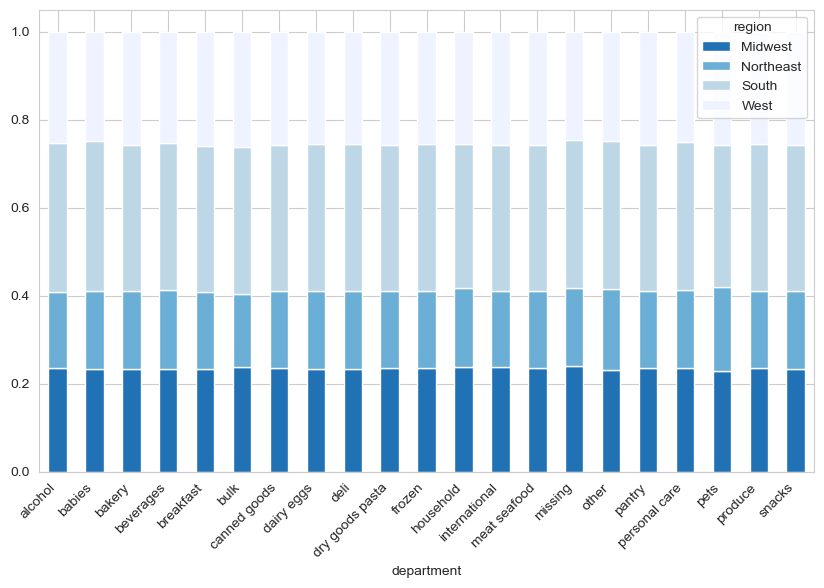 region
Midwest
Northeast
South
West
1.0
0.8
0.6
0.4
0.2
0.0
alcohol
babies
bakery
beverages
breakfast
bulk
canned goods
dairy eggs
deli
dry goods pasta
frozen
household
international
meat seafood
missing
other
pantry
personal care
pets
produce
snacks
department